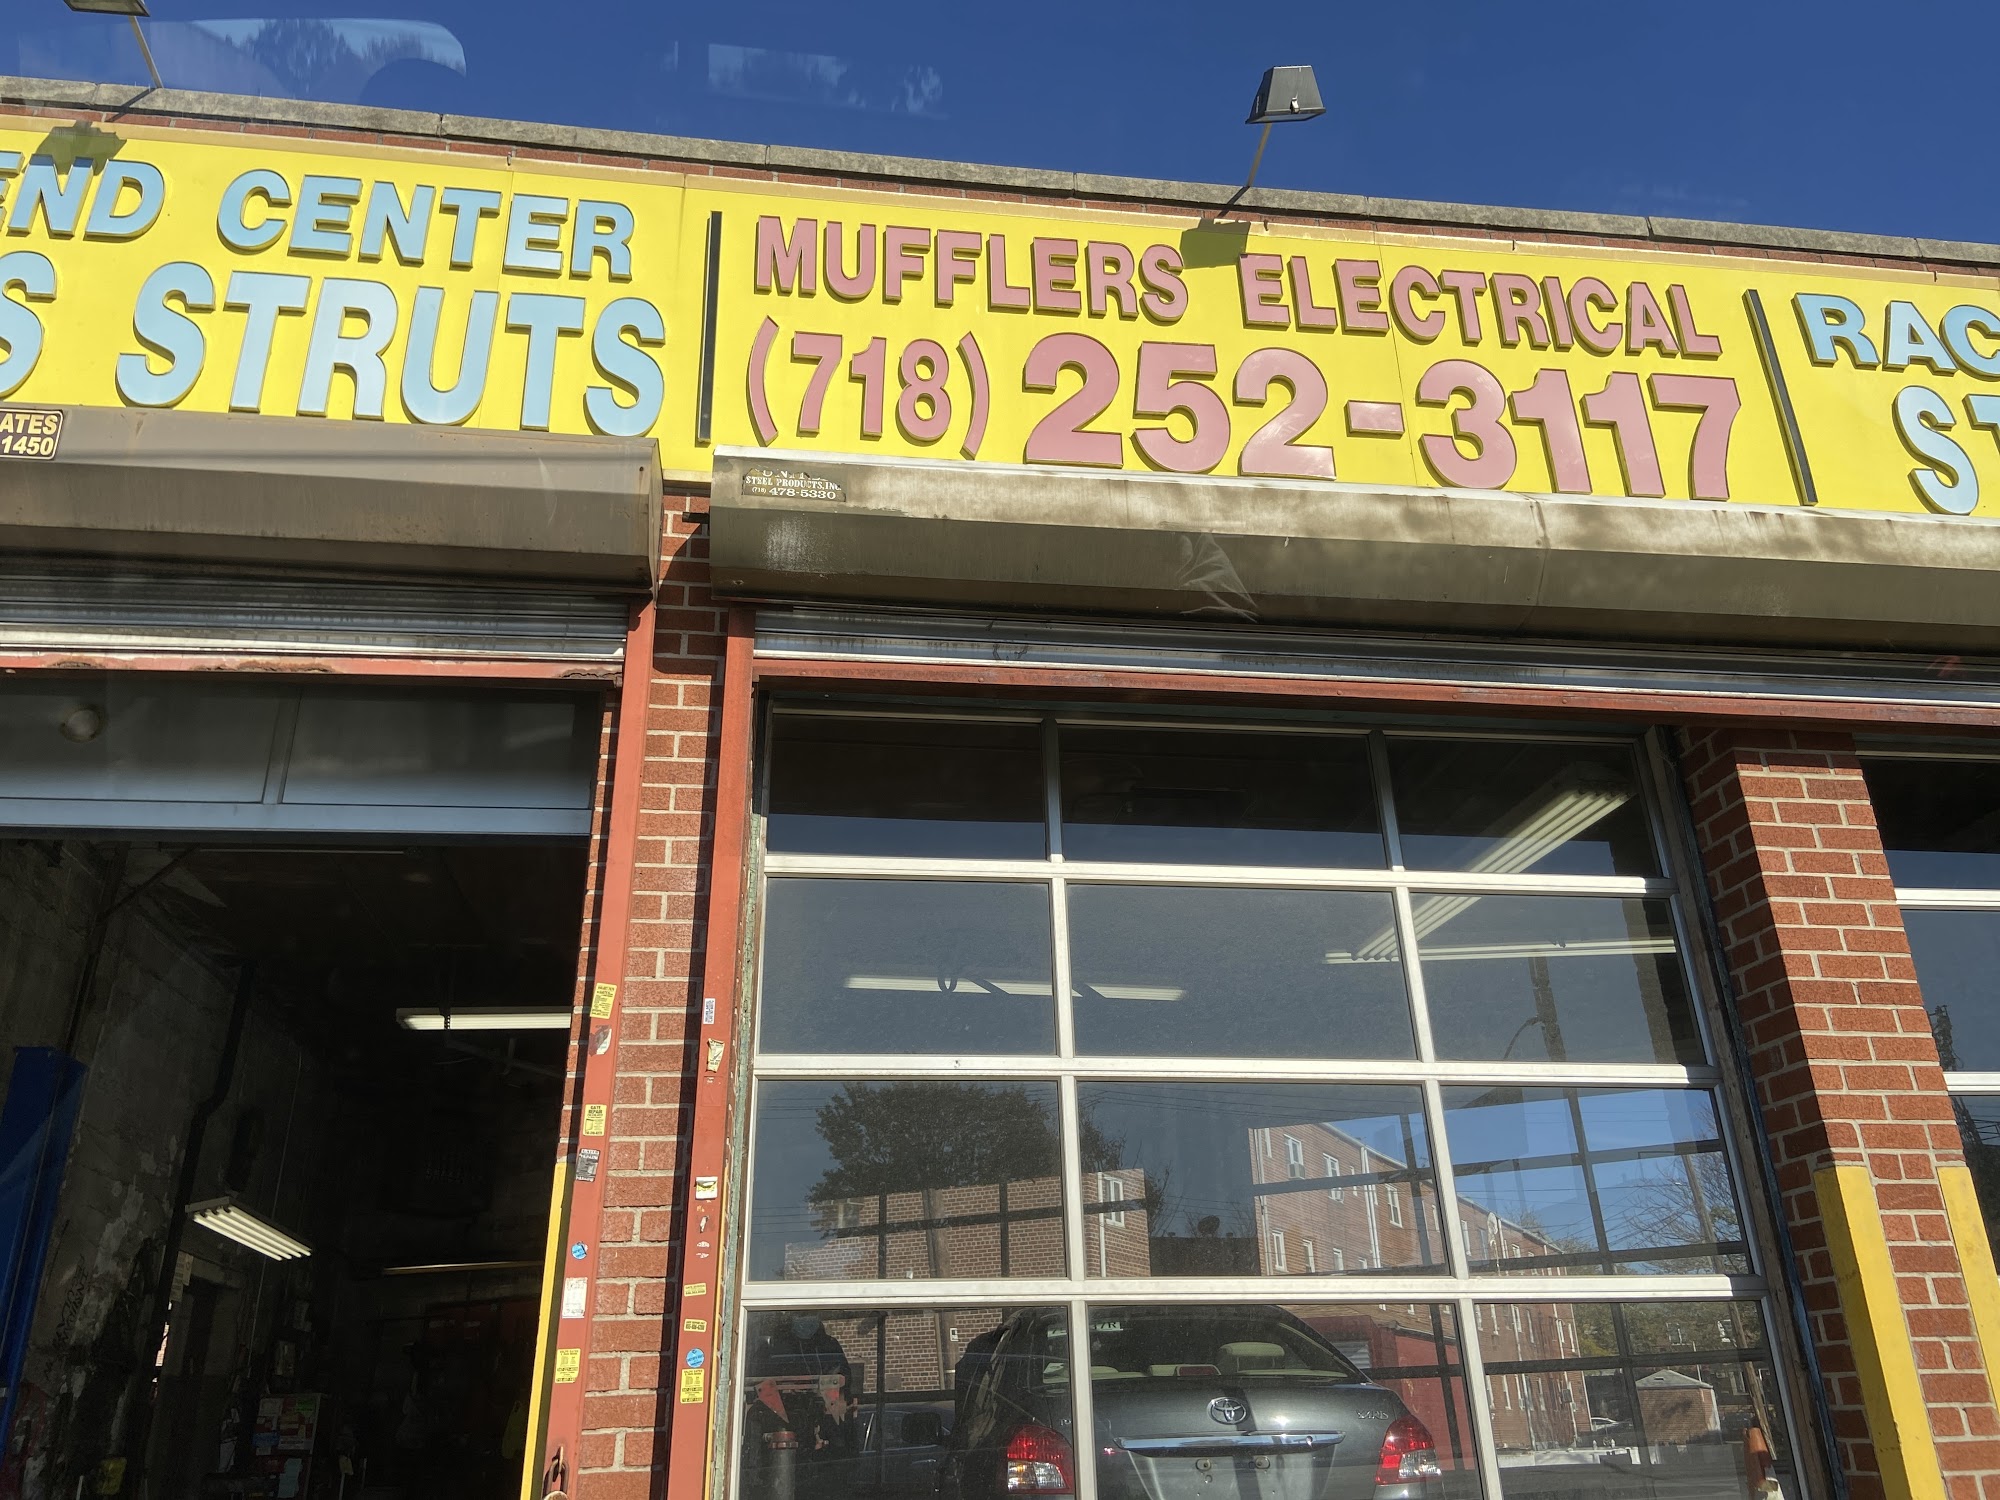 END CENTER
S STRUTS
MUFFLERS ELECTRICAL
(718) 252-3117
RAC
ST
ATES
1450
STEEL PRODUCTS, INC.
(718) 478-5330